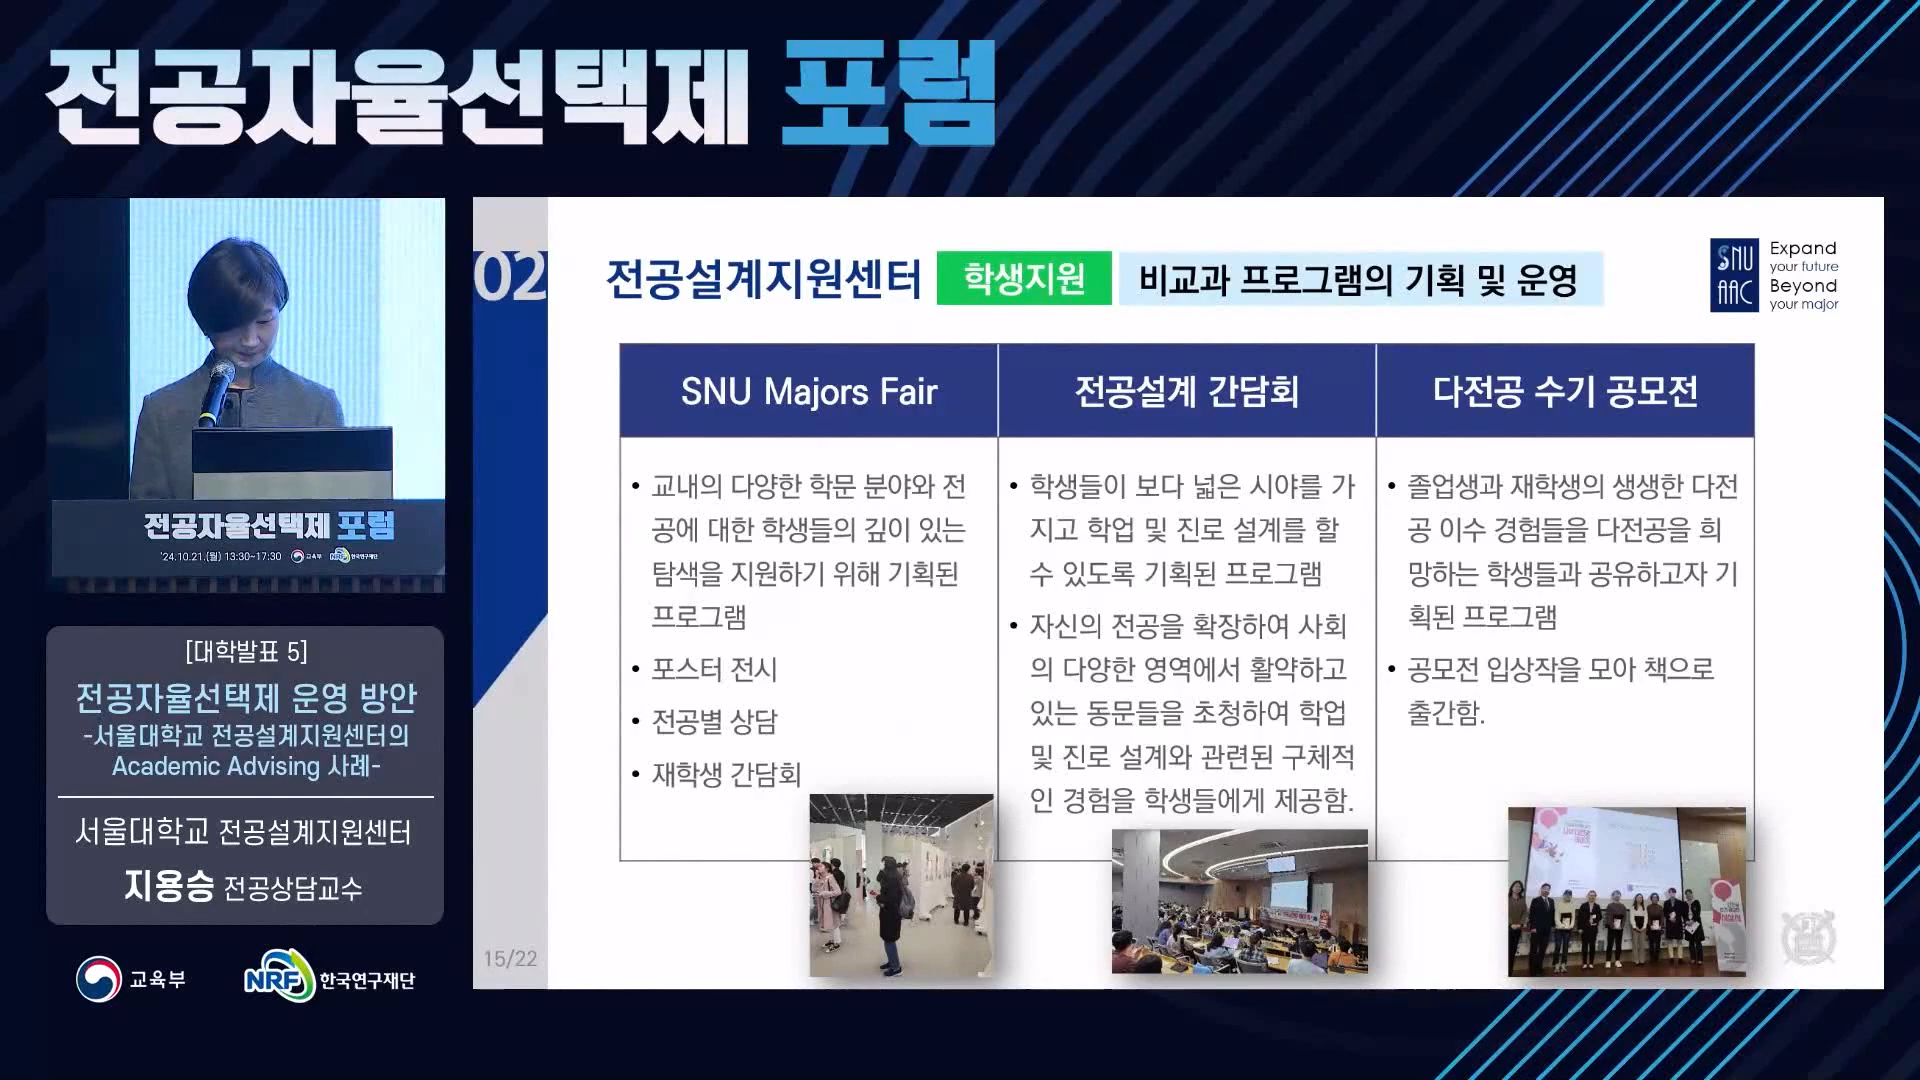 전공자율선택제 포럼
전공자율선택제 포럼
'24.10.21.(월) 13:30~17:30 교육부 NRF 한국연구재단
[대학발표 5]
전공자율선택제 운영 방안
-서울대학교 전공설계지원센터의
Academic Advising 사례-
서울대학교 전공설계지원센터
지용승 전공상담교수
교육부 NRF 한국연구재단
02
전공설계지원센터 학생지원 비교과 프로그램의 기획 및 운영
SNU AAC
Expand
your future
Beyond
your major
SNU Majors Fair
• 교내의 다양한 학문 분야와 전
공에 대한 학생들의 깊이 있는
탐색을 지원하기 위해 기획된
프로그램
• 포스터 전시
• 전공별 상담
• 재학생 간담회
전공설계 간담회
• 학생들이 보다 넓은 시야를 가
지고 학업 및 진로 설계를 할
수 있도록 기획된 프로그램
• 자신의 전공을 확장하여 사회
의 다양한 영역에서 활약하고
있는 동문들을 초청하여 학업
및 진로 설계와 관련된 구체적
인 경험을 학생들에게 제공함.
다전공 수기 공모전
• 졸업생과 재학생의 생생한 다전
공 이수 경험들을 다전공을 희
망하는 학생들과 공유하고자 기
획된 프로그램
• 공모전 입상작을 모아 책으로
출간함.
15/22